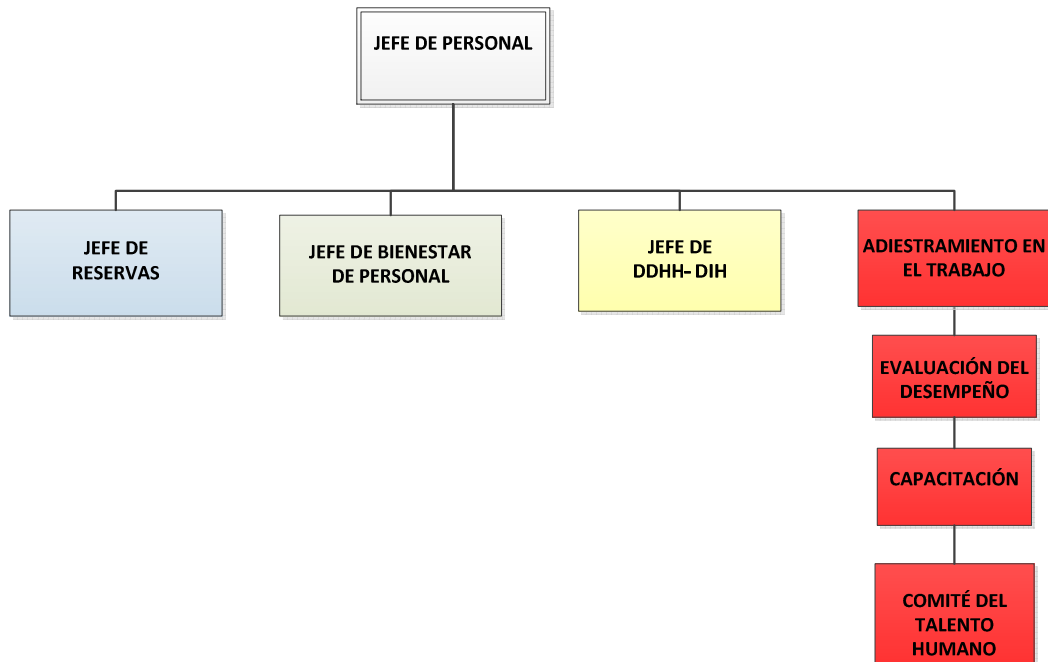 JEFE DE PERSONAL
JEFE DE
RESERVAS
JEFE DE BIENESTAR
DE PERSONAL
JEFE DE
DDHH- DIH
ADIESTRAMIENTO EN
EL TRABAJO
EVALUACIÓN DEL
DESEMPEÑO
CAPACITACIÓN
COMITÉ DEL
TALENTO
HUMANO